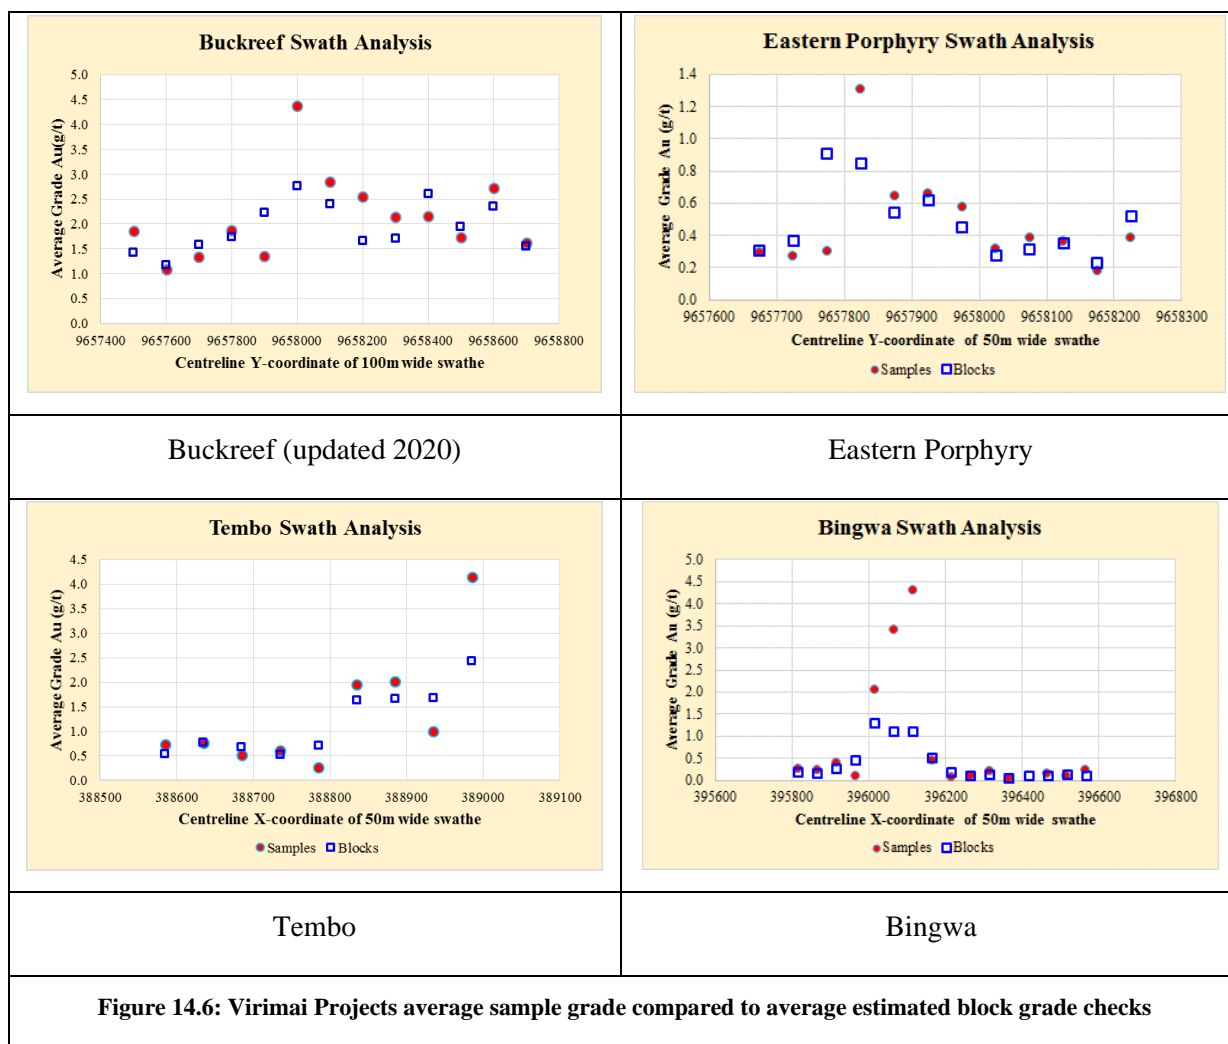 Buckreef Swath Analysis
Average Grade Au(g/t)
5.0
4.5
4.0
3.5
3.0
2.5
2.0
1.5
1.0
0.5
0.0
9657400 9657600 9657800 9658000 9658200 9658400 9658600 9658800
Centreline Y-coordinate of 100m wide swathe
Eastern Porphyry Swath Analysis
Average Grade Au (g/t)
1.4
1.2
1.0
0.8
0.6
0.4
0.2
0.0
9657600 9657700 9657800 9657900 9658000 9658100 9658200 9658300
Centreline Y-coordinate of 50m wide swathe
Samples Blocks
Buckreef (updated 2020)
Eastern Porphyry
Tembo Swath Analysis
Average Grade Au (g/t)
4.5
4.0
3.5
3.0
2.5
2.0
1.5
1.0
0.5
0.0
388500 388600 388700 388800 388900 389000 389100
Centreline X-coordinate of 50m wide swathe
Samples Blocks
Bingwa Swath Analysis
Average Grade Au (g/t)
5.0
4.5
4.0
3.5
3.0
2.5
2.0
1.5
1.0
0.5
0.0
395600 395800 396000 396200 396400 396600 396800
Centreline X-coordinate of 50m wide swathe
Samples Blocks
Tembo
Bingwa
Figure 14.6: Virimai Projects average sample grade compared to average estimated block grade checks